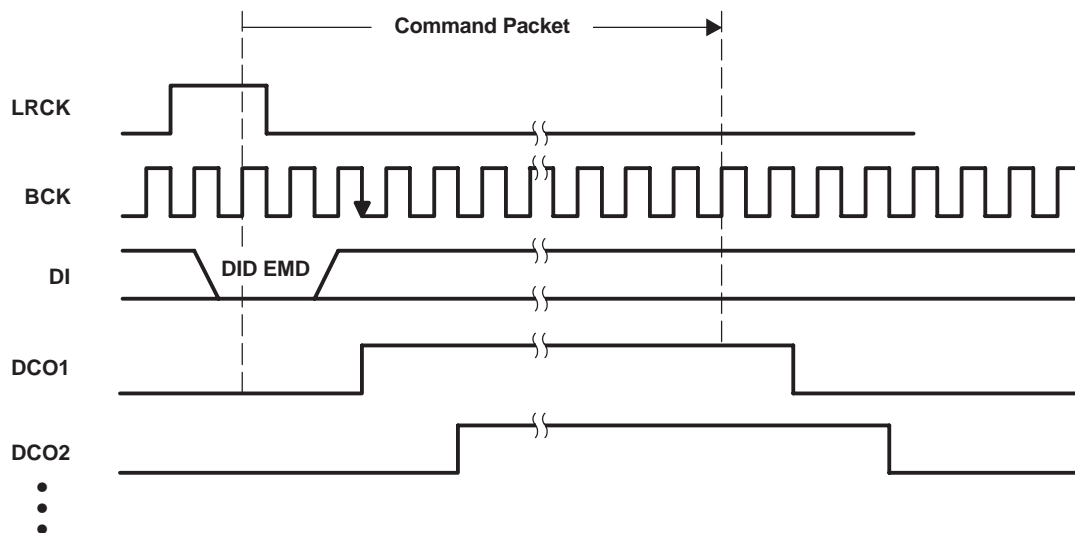 Command Packet
LRCK
BCK
DI
DID EMD
DCO1
DCO2